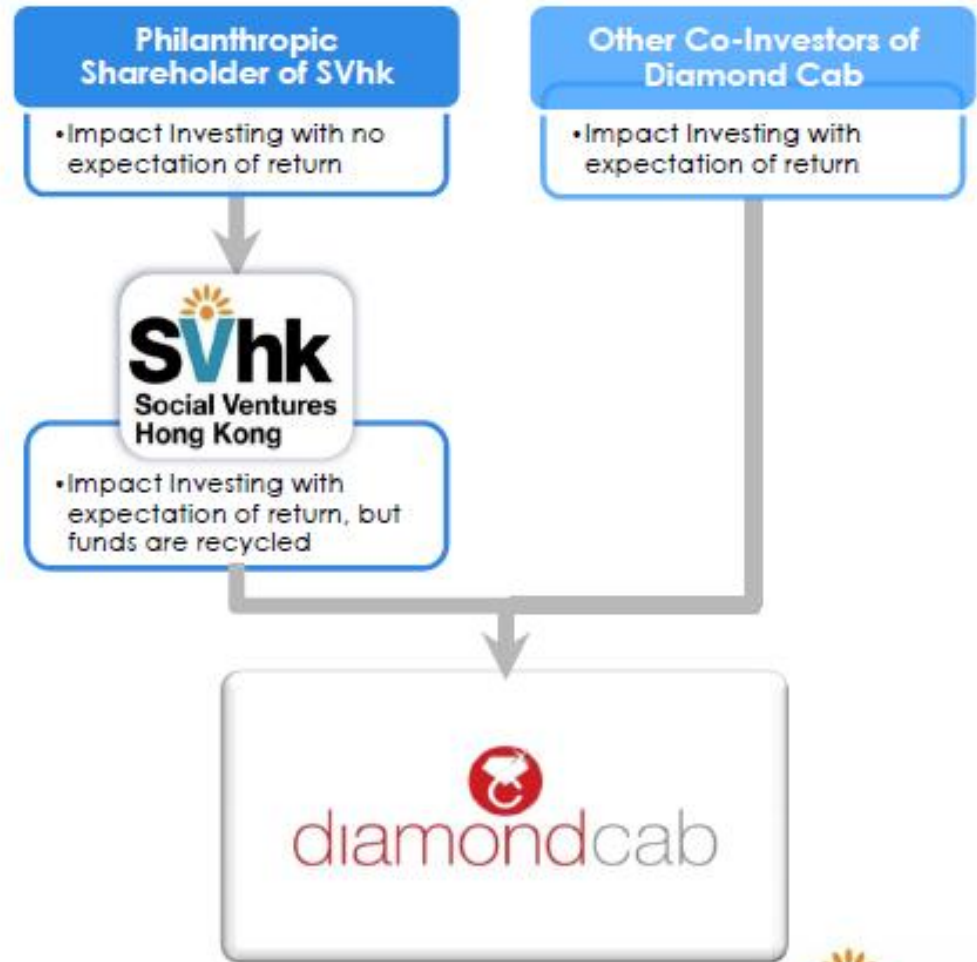 Philanthropic
Shareholder of SVhk
•Impact Investing with no
expectation of return
Other Co-Investors of
Diamond Cab
•Impact Investing with
expectation of return
SVhk
Social Ventures
Hong Kong
•Impact Investing with
expectation of return, but
funds are recycled
diamondcab